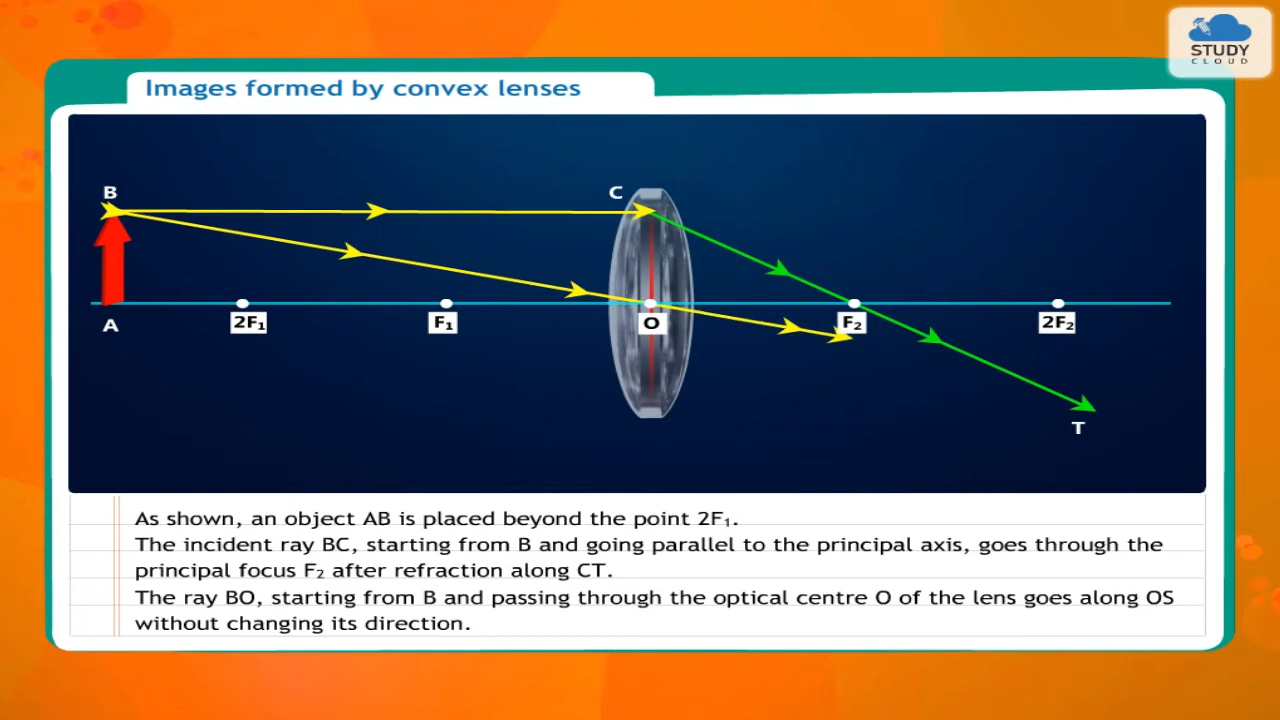 STUDY
CLOUD
Images formed by convex lenses
B
C
A
2F₁
F₁
O
F₂
2F₂
T
As shown, an object AB is placed beyond the point 2F₁.
The incident ray BC, starting from B and going parallel to the principal axis, goes through the
principal focus F₂ after refraction along CT.
The ray BO, starting from B and passing through the optical centre O of the lens goes along OS
without changing its direction.